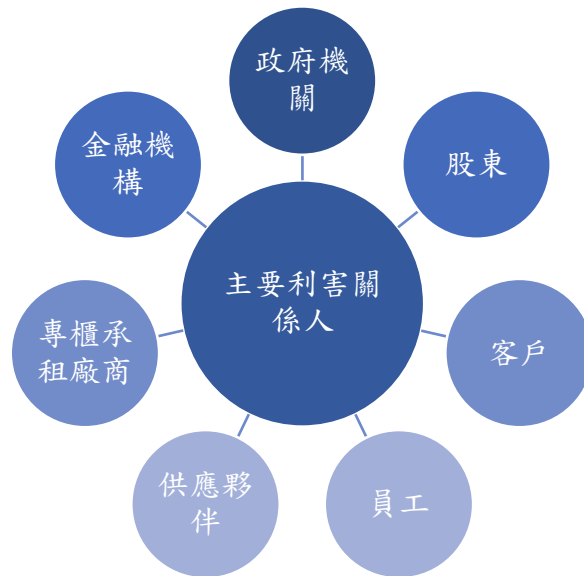 政府機
關
金融機
構
股東
主要利害關
係人
專櫃承
租廠商
客戶
供應夥
伴
員工